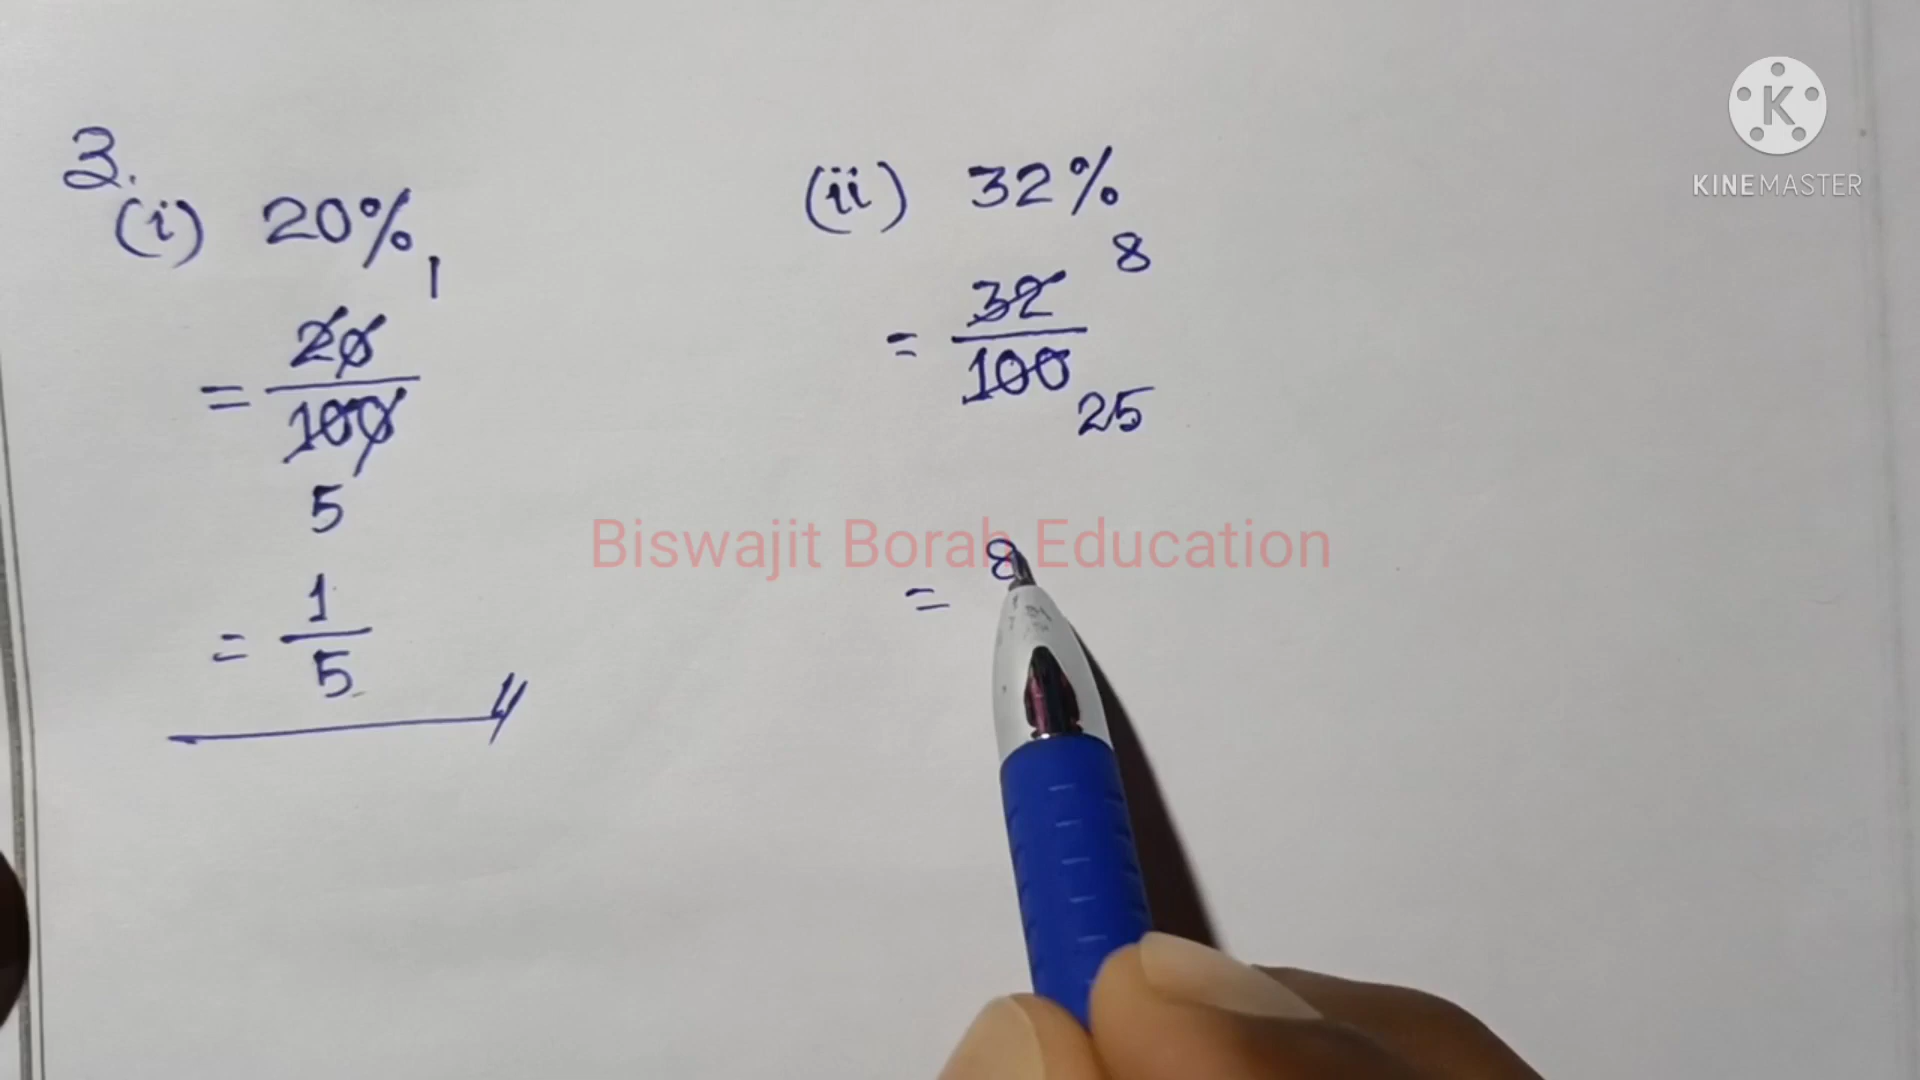 3.
(i) 20%
1
= 20/100
5
= 1/5
(ii) 32%
8
= 32/100
25
= 8
Biswajit Borah Education
K
KINEMASTER